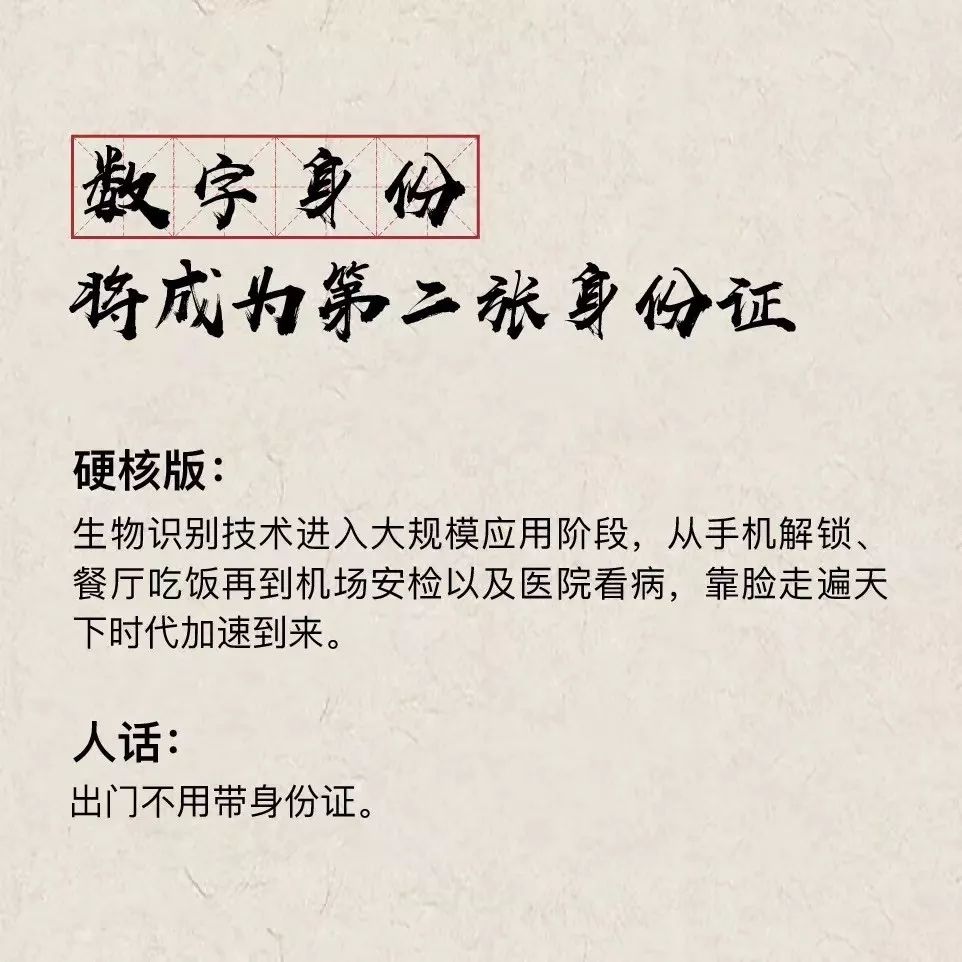 数字身份
将成为第二张身份证
硬核版：
生物识别技术进入大规模应用阶段，从手机解锁、
餐厅吃饭再到机场安检以及医院看病，靠脸走遍天
下时代加速到来。
人话：
出门不用带身份证。